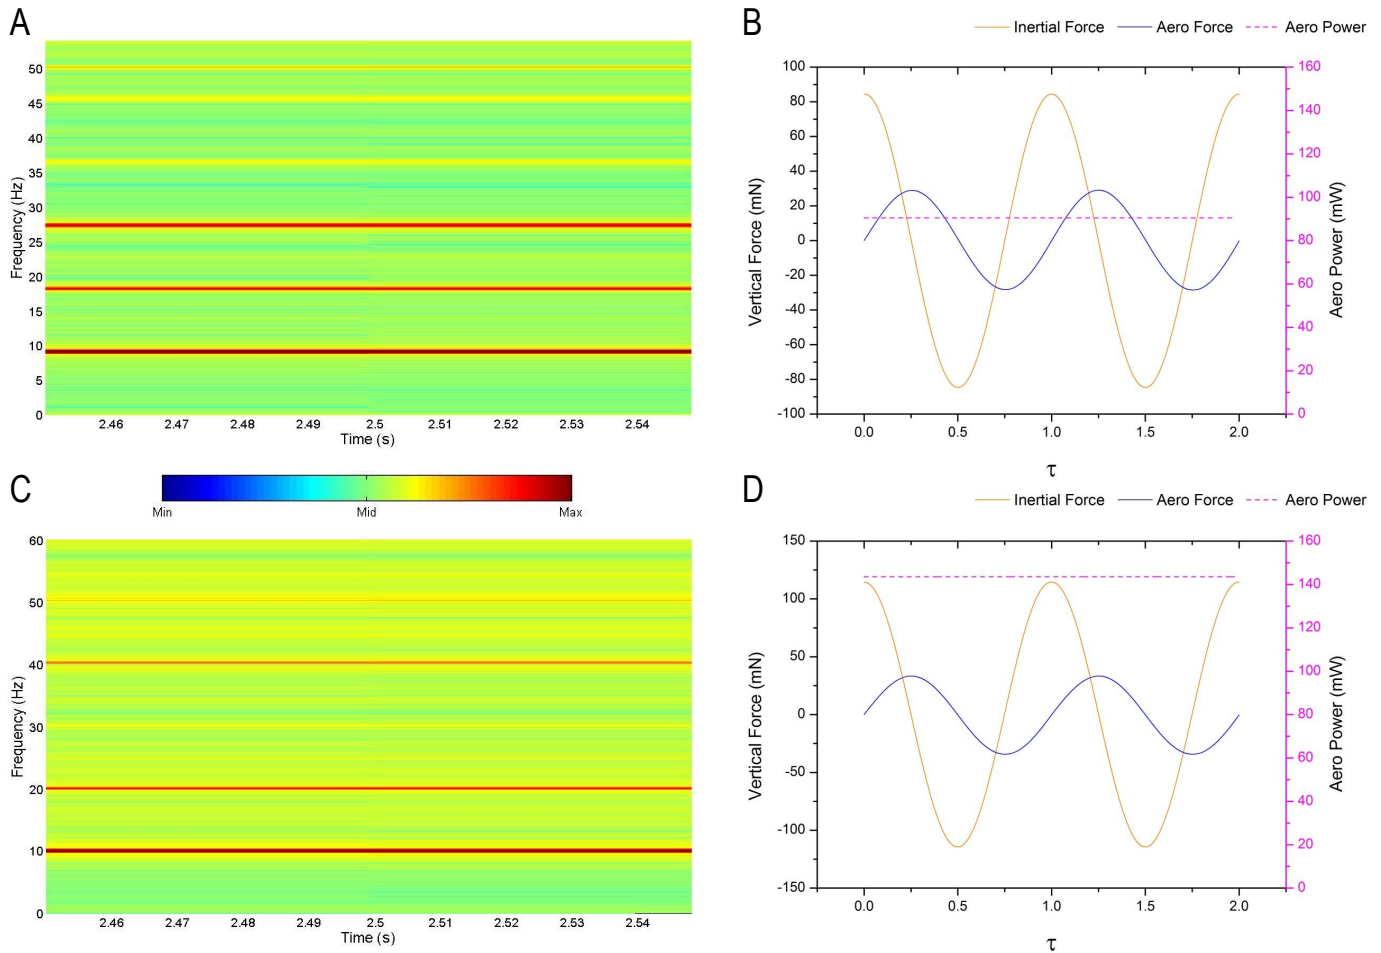 A
50
45
40
35
30
25
20
15
10
5
0
Frequency (Hz)
2.46 2.47 2.48 2.49 2.5 2.51 2.52 2.53 2.54
Time (s)
B
Inertial Force Aero Force Aero Power
100
80
60
40
20
0
-20
-40
-60
-80
-100
Vertical Force (mN)
160
140
120
100
80
60
40
20
0
Aero Power (mW)
0.0 0.5 1.0 1.5 2.0
τ
C
Min Mid Max
60
50
40
30
20
10
0
Frequency (Hz)
2.46 2.47 2.48 2.49 2.5 2.51 2.52 2.53 2.54
Time (s)
D
Inertial Force Aero Force Aero Power
150
100
50
0
-50
-100
-150
Vertical Force (mN)
160
140
120
100
80
60
40
20
0
Aero Power (mW)
0.0 0.5 1.0 1.5 2.0
τ